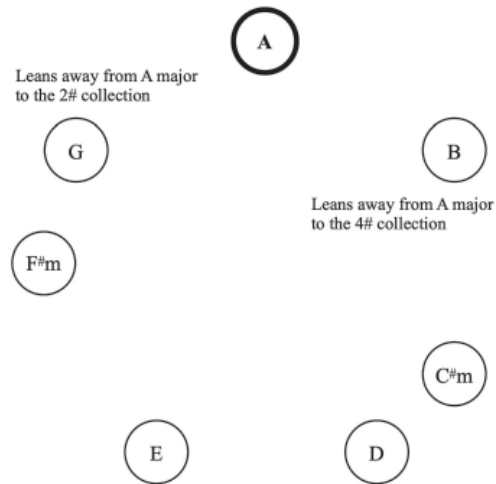 A
Leans away from A major
to the 2# collection
G
B
Leans away from A major
to the 4# collection
F#m
C#m
E
D